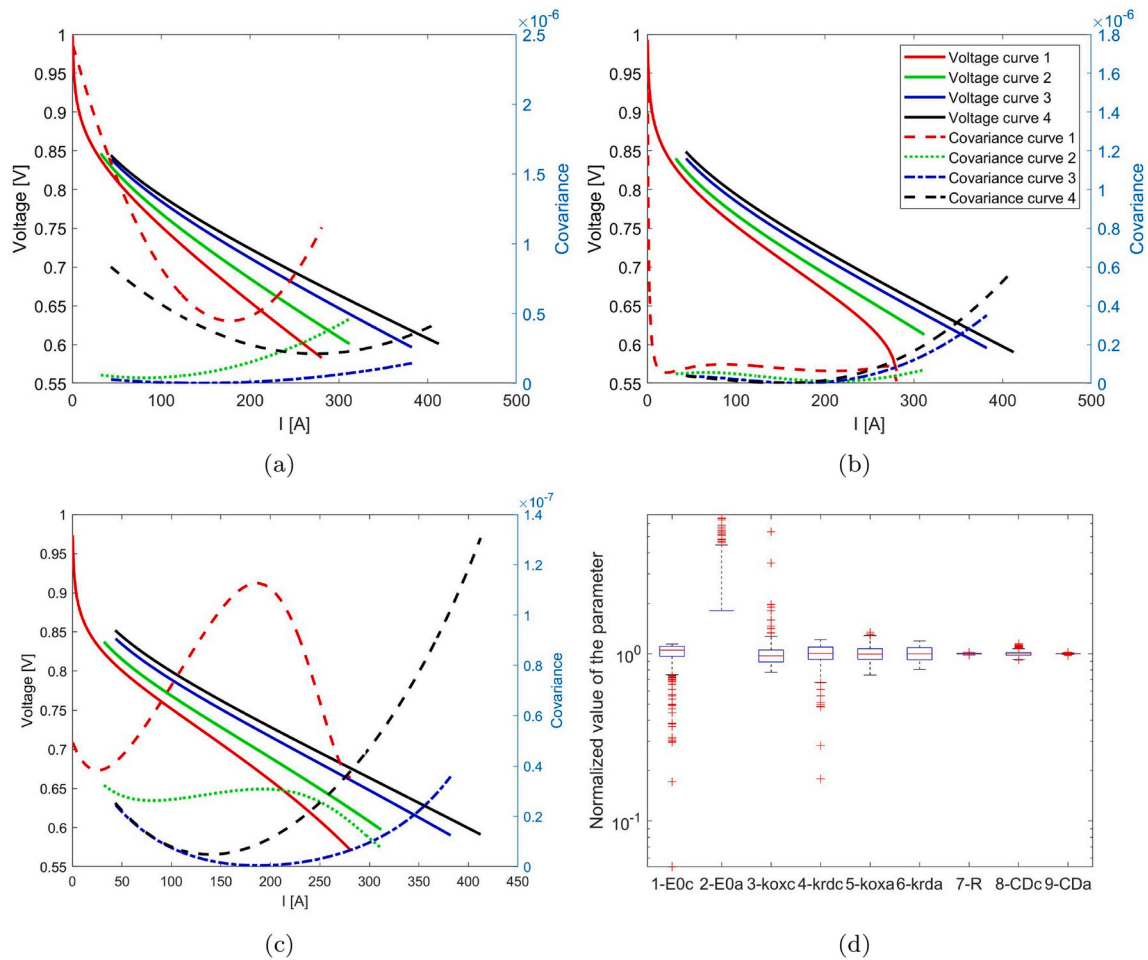 ×10⁻⁶
1
0.95
0.9
0.85
0.8
0.75
0.7
0.65
0.6
0.55
Voltage [V]
0
100
200
300
400
500
I [A]
2.5
2
1.5
1
0.5
0
Covariance
(a)
×10⁻⁶
1
0.95
0.9
0.85
0.8
0.75
0.7
0.65
0.6
0.55
Voltage [V]
0
100
200
300
400
500
I [A]
1.8
1.6
1.4
1.2
1
0.8
0.6
0.4
0.2
0
Covariance
Voltage curve 1
Voltage curve 2
Voltage curve 3
Voltage curve 4
Covariance curve 1
Covariance curve 2
Covariance curve 3
Covariance curve 4
(b)
×10⁻⁷
1
0.95
0.9
0.85
0.8
0.75
0.7
0.65
0.6
0.55
Voltage [V]
0
50
100
150
200
250
300
350
400
450
I [A]
1.4
1.2
1
0.8
0.6
0.4
0.2
0
Covariance
(c)
Normalized value of the parameter
10⁰
10⁻¹
1-E0c
2-E0a
3-koxc
4-krdc
5-koxa
6-krda
7-R
8-CDc
9-CDa
(d)